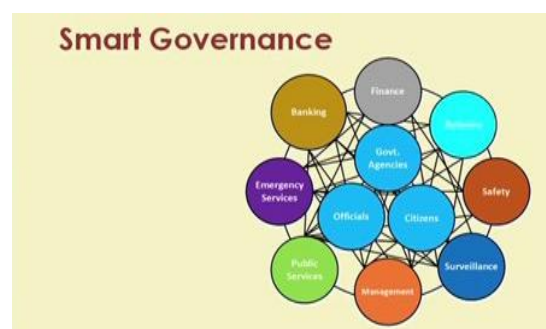 Smart Governance
Finance
Banking
Govt.
Agencies
Emergency
Services
Safety
Officials
Citizens
Public
Services
Surveillance
Management